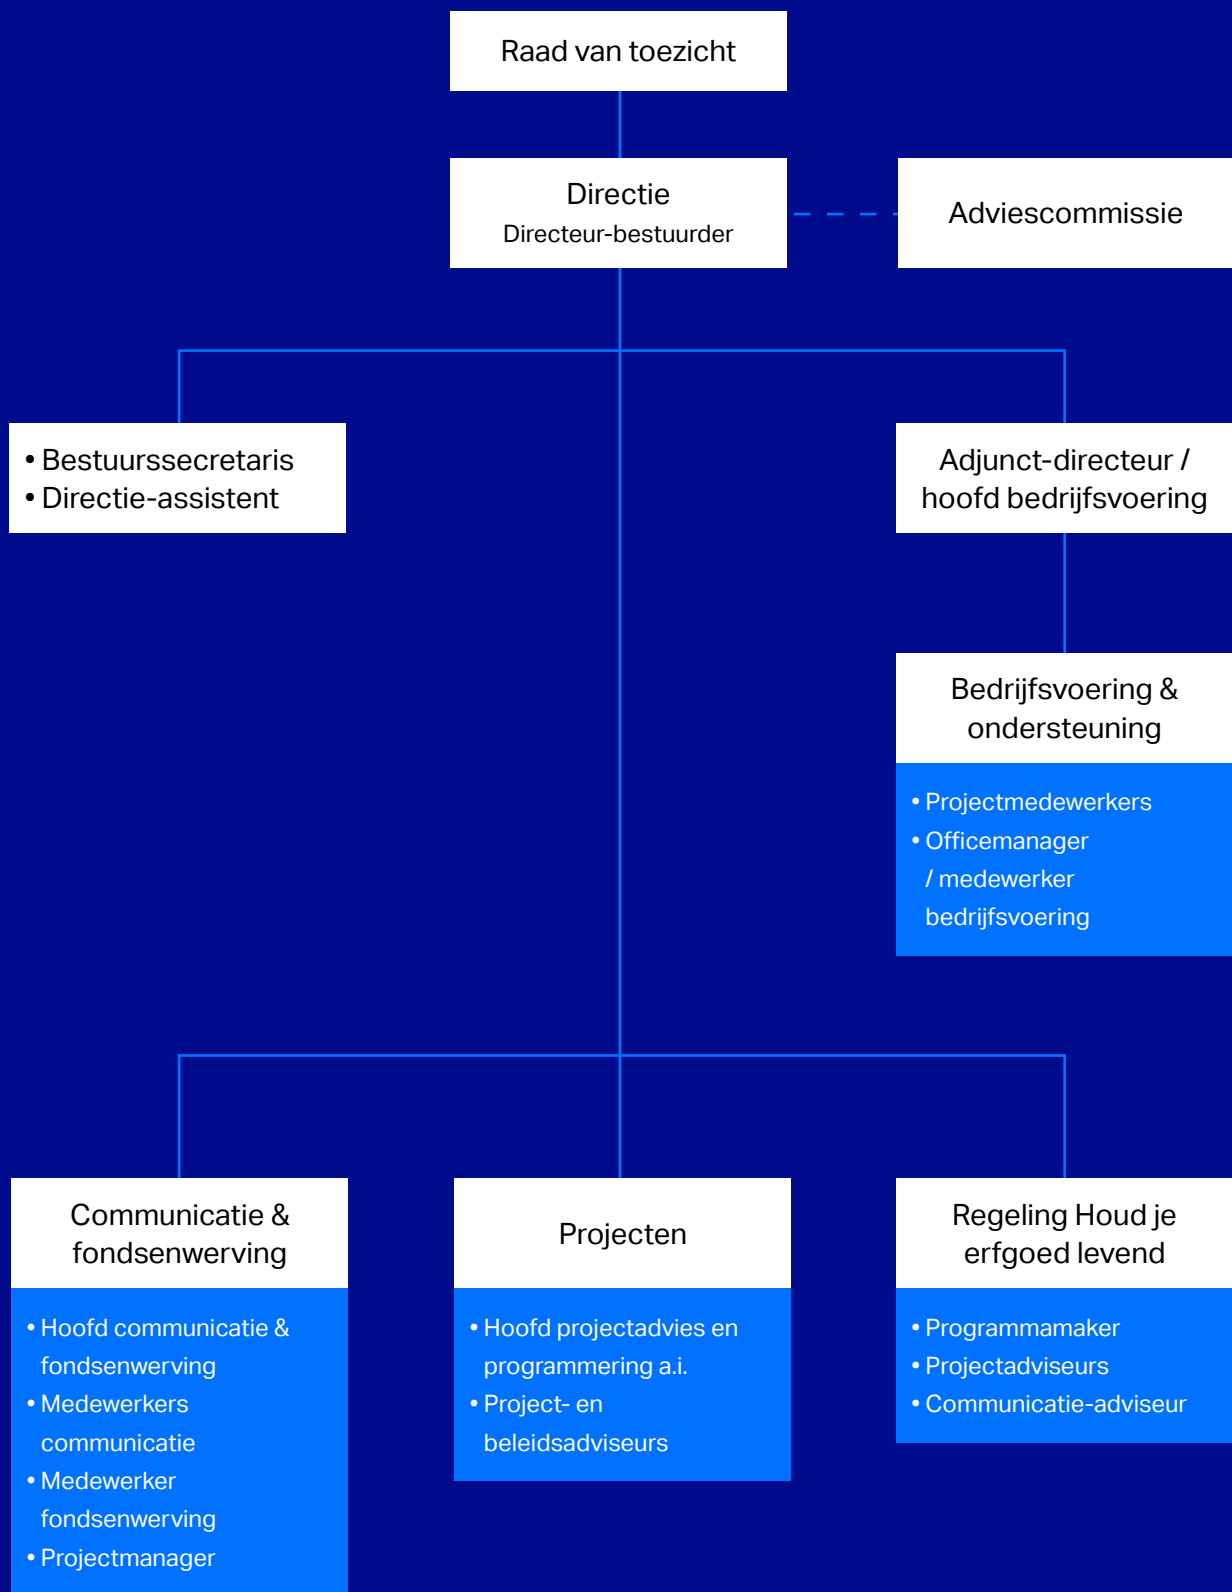 Raad van toezicht
Directie
Directeur-bestuurder
Adviescommissie
• Bestuurssecretaris
• Directie-assistent
Adjunct-directeur /
hoofd bedrijfsvoering
Bedrijfsvoering &
ondersteuning
• Projectmedewerkers
• Officemanager
/ medewerker
bedrijfsvoering
Communicatie &
fondsenwerving
• Hoofd communicatie &
fondsenwerving
• Medewerkers
communicatie
• Medewerker
fondsenwerving
• Projectmanager
Projecten
• Hoofd projectadvies en
programmering a.i.
• Project- en
beleidsadviseurs
Regeling Houd je
erfgoed levend
• Programmamaker
• Projectadviseurs
• Communicatie-adviseur